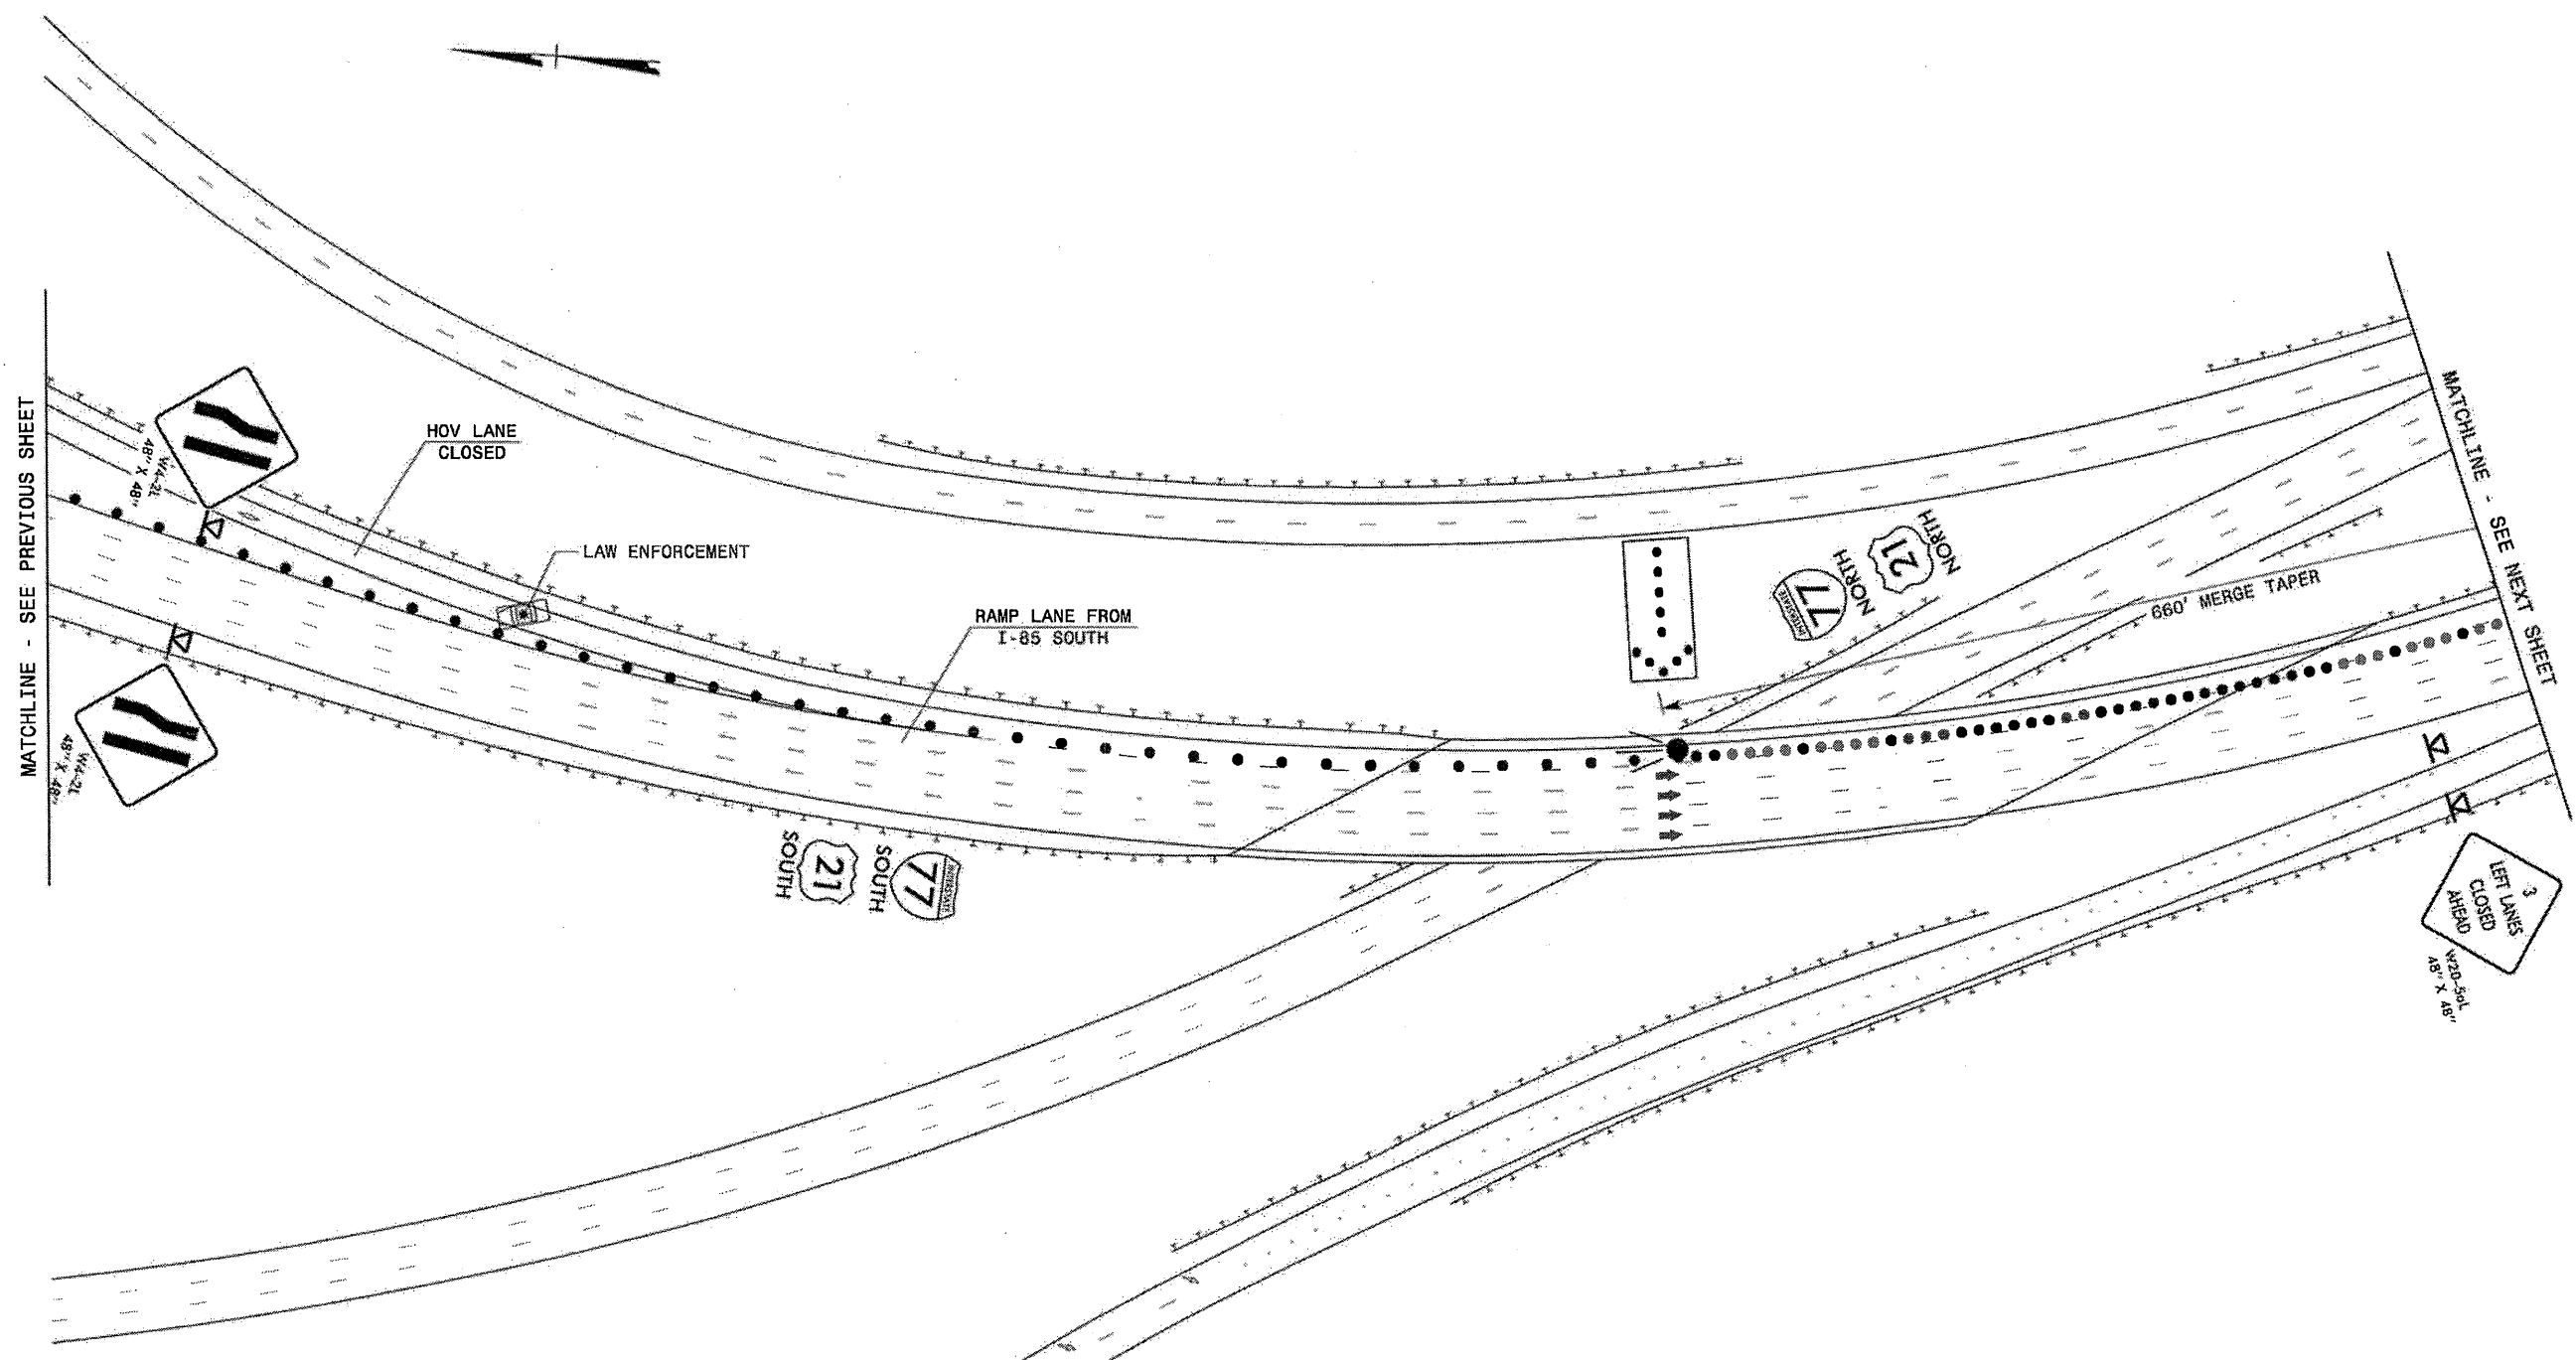 MATCHLINE - SEE PREVIOUS SHEET
W4-2L
48" X 48"
HOV LANE
CLOSED
LAW ENFORCEMENT
RAMP LANE FROM
I-85 SOUTH
W4-2L
48" X 48"
21
SOUTH
INTERSTATE
77
SOUTH
INTERSTATE
77
NORTH
21
NORTH
660' MERGE TAPER
MATCHLINE - SEE NEXT SHEET
3
LEFT LANES
CLOSED
AHEAD
W20-5aL
48" X 48"